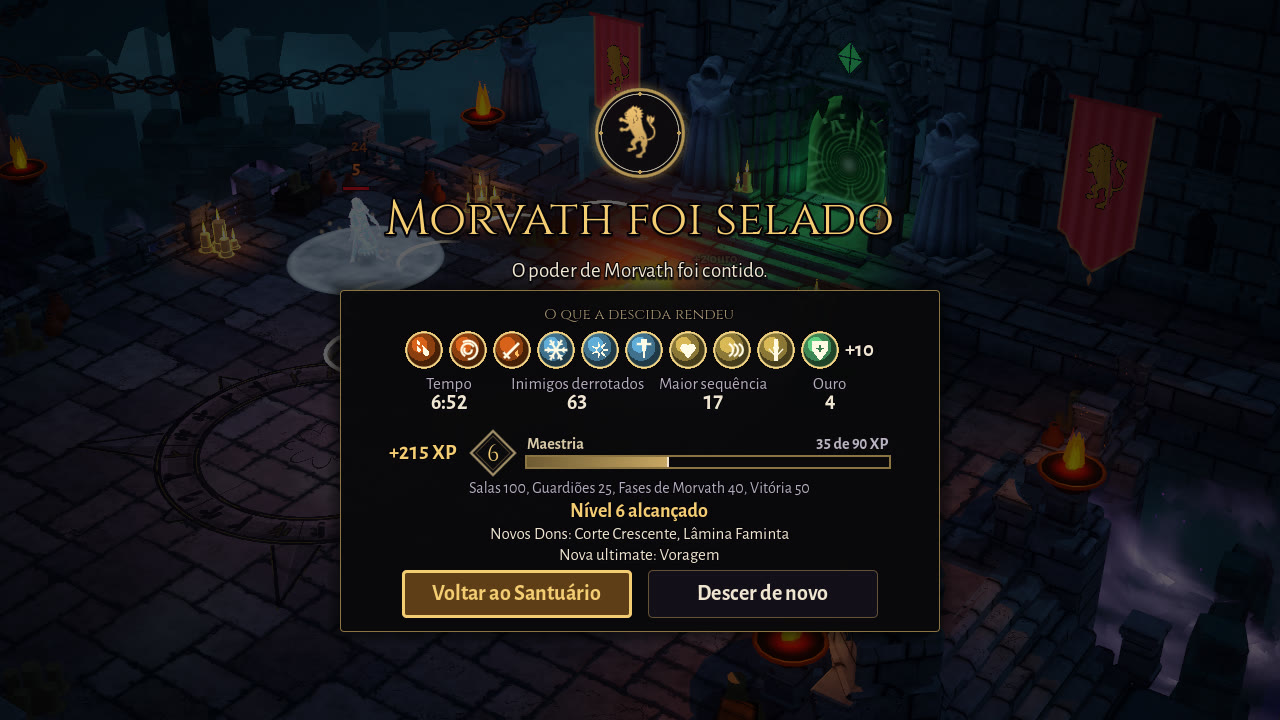 24
5
Morvath foi selado
O poder de Morvath foi contido.
O que a descida rendeu
+10
Tempo Inimigos derrotados Maior sequência Ouro
6:52 63 17 4
+215 XP 6 Maestria 35 de 90 XP
Salas 100, Guardiões 25, Fases de Morvath 40, Vitória 50
Nível 6 alcançado
Novos Dons: Corte Crescente, Lâmina Faminta
Nova ultimate: Voragem
Voltar ao Santuário Descer de novo